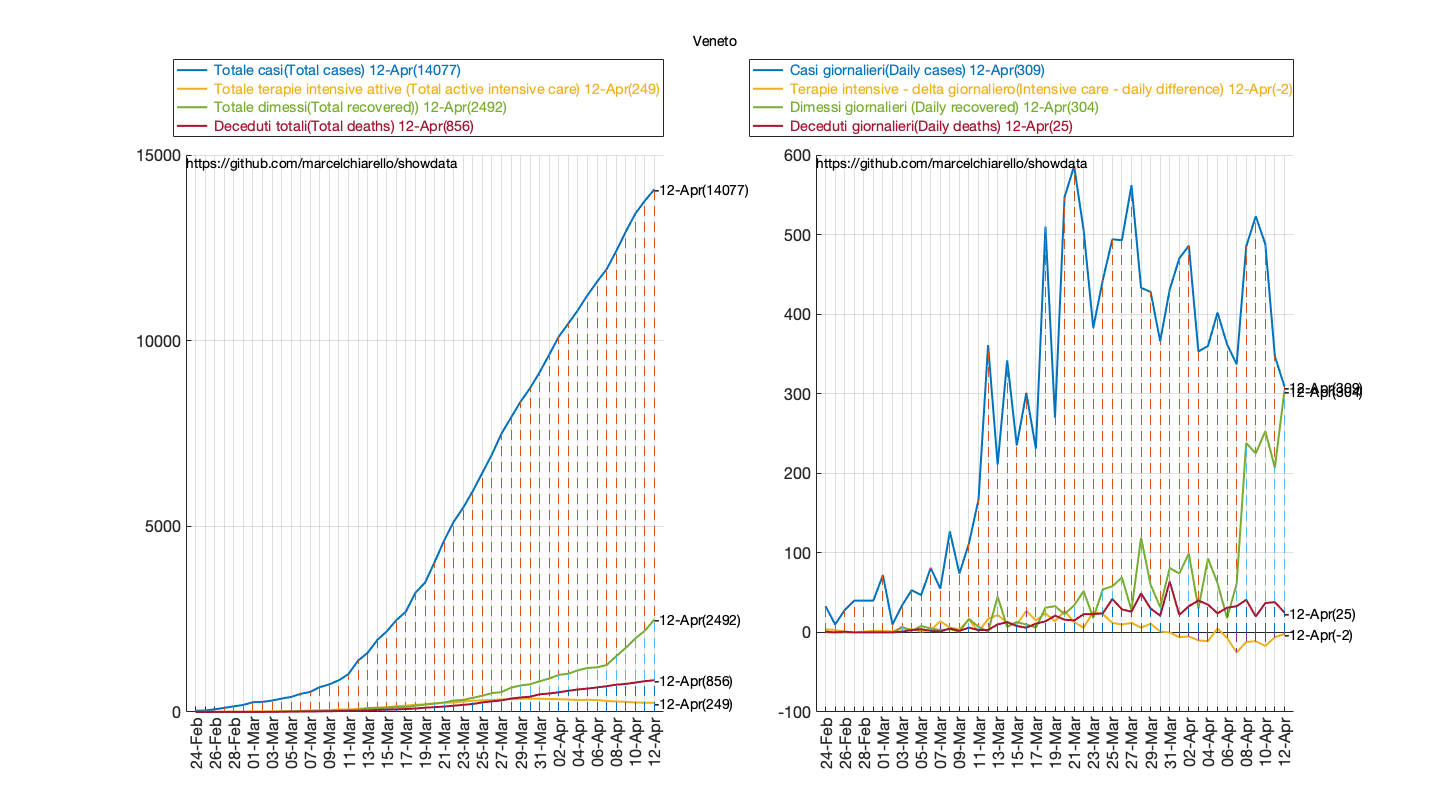 Veneto
Totale casi(Total cases) 12-Apr(14077)
Totale terapie intensive attive (Total active intensive care) 12-Apr(249)
Totale dimessi(Total recovered)) 12-Apr(2492)
Deceduti totali(Total deaths) 12-Apr(856)
https://github.com/marcelchiarello/showdata
15000
10000
5000
0
12-Apr(14077)
12-Apr(2492)
12-Apr(856)
12-Apr(249)
24-Feb
26-Feb
28-Feb
01-Mar
03-Mar
05-Mar
07-Mar
09-Mar
11-Mar
13-Mar
15-Mar
17-Mar
19-Mar
21-Mar
23-Mar
25-Mar
27-Mar
29-Mar
31-Mar
02-Apr
04-Apr
06-Apr
08-Apr
10-Apr
12-Apr
Casi giornalieri(Daily cases) 12-Apr(309)
Terapie intensive - delta giornaliero(Intensive care - daily difference) 12-Apr(-2)
Dimessi giornalieri (Daily recovered) 12-Apr(304)
Deceduti giornalieri(Daily deaths) 12-Apr(25)
https://github.com/marcelchiarello/showdata
600
500
400
300
200
100
0
-100
12-Apr(309)
12-Apr(304)
12-Apr(25)
12-Apr(-2)
24-Feb
26-Feb
28-Feb
01-Mar
03-Mar
05-Mar
07-Mar
09-Mar
11-Mar
13-Mar
15-Mar
17-Mar
19-Mar
21-Mar
23-Mar
25-Mar
27-Mar
29-Mar
31-Mar
02-Apr
04-Apr
06-Apr
08-Apr
10-Apr
12-Apr